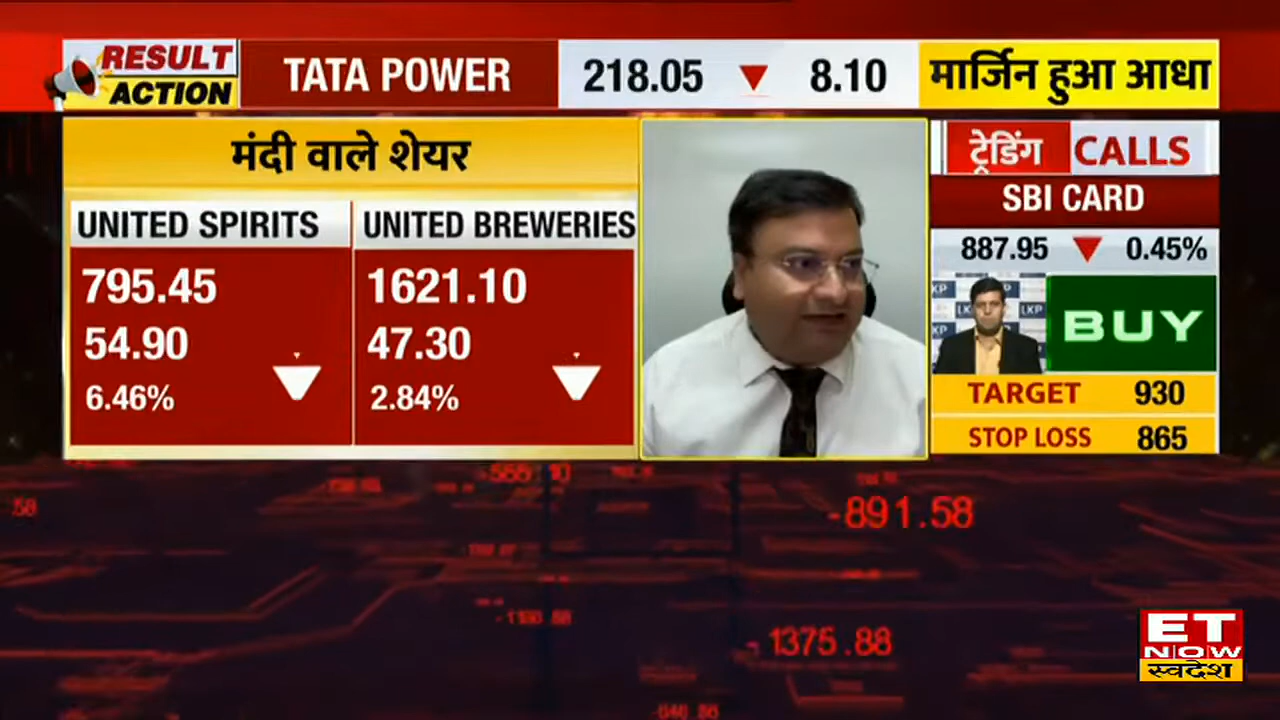 RESULT
ACTION
TATA POWER
218.05 ▼ 8.10
मार्जिन हुआ आधा
मंदी वाले शेयर
UNITED SPIRITS
795.45
54.90
6.46%
UNITED BREWERIES
1621.10
47.30
2.84%
ट्रेडिंग CALLS
SBI CARD
887.95 ▼ 0.45%
LKP
BUY
TARGET 930
STOP LOSS 865
-891.58
-1375.88
ET
NOW
स्वदेश